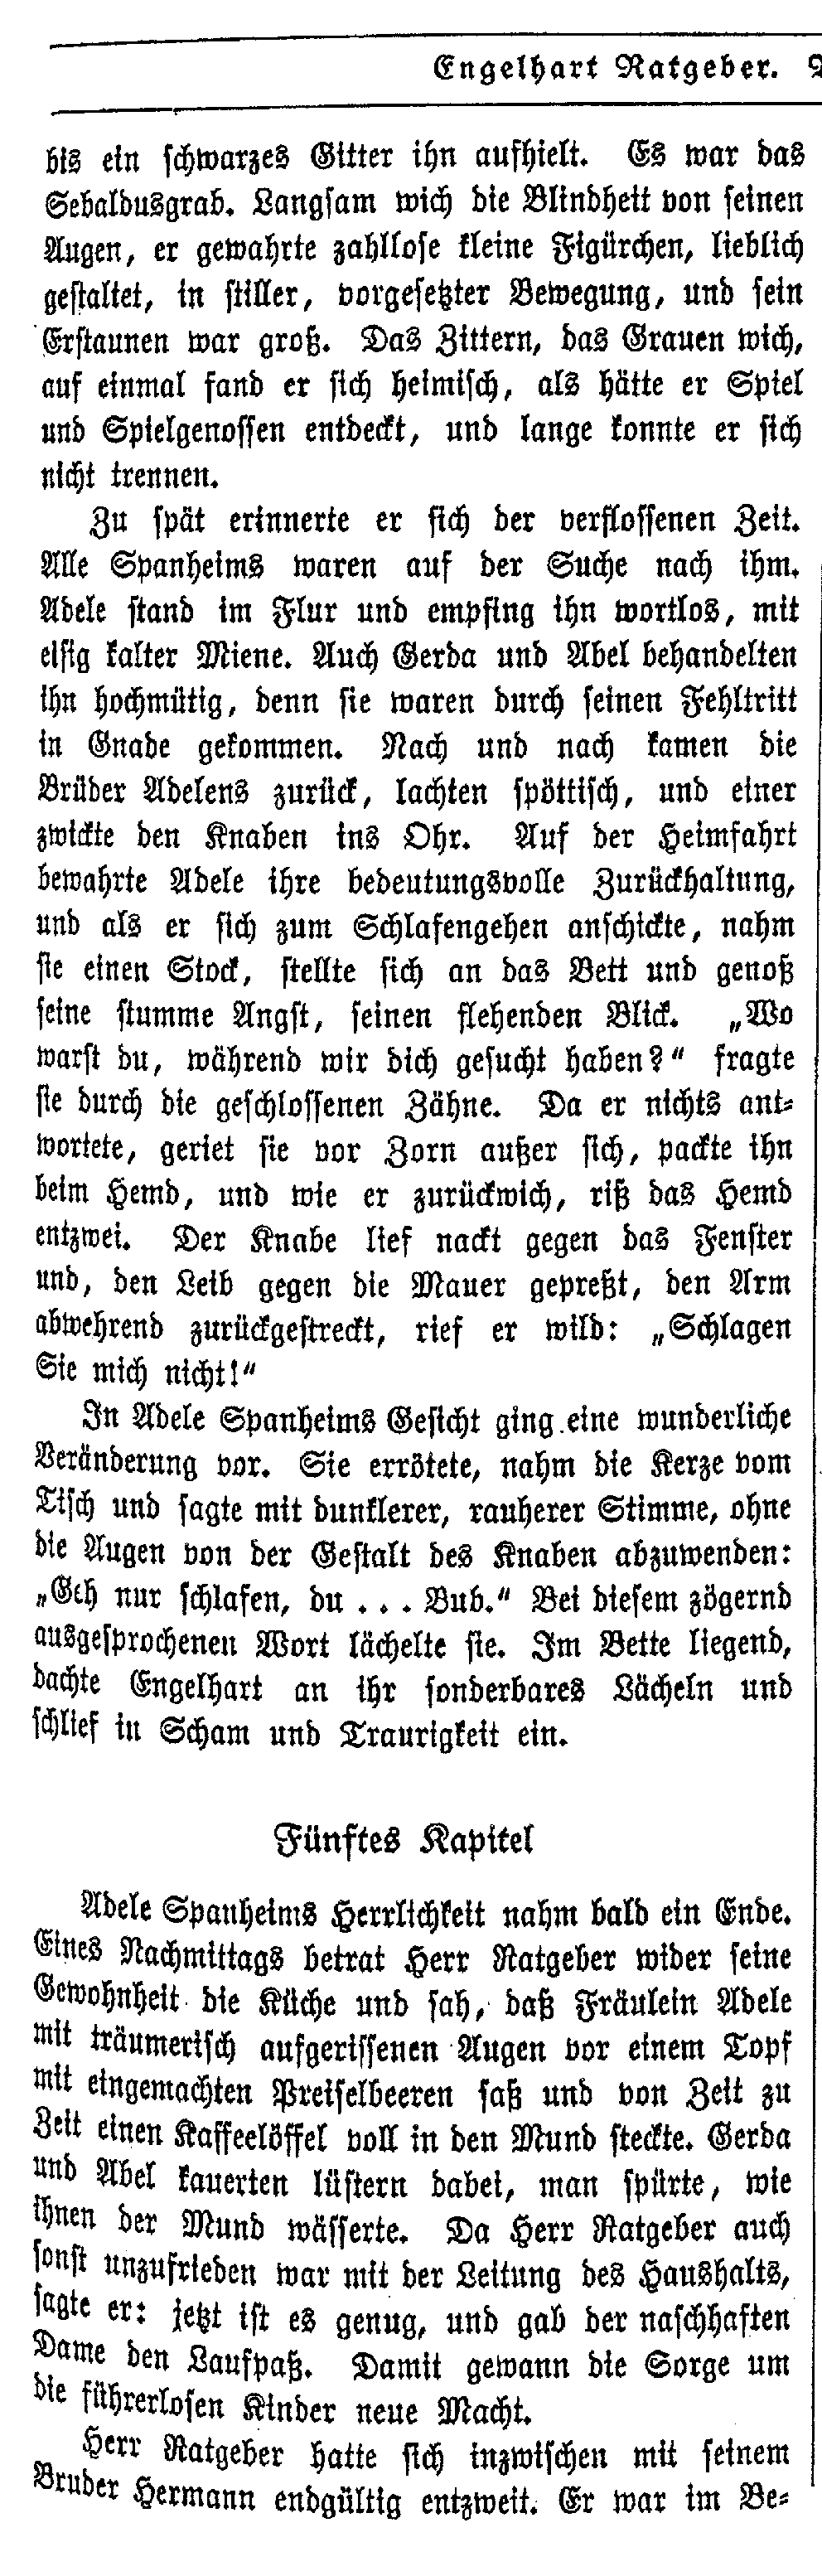 Engelhart Ratgeber.
bis ein schwarzes Gitter ihn aufhielt. Es war das
Sebaldusgrab. Langsam wich die Blindheit von seinen
Augen, er gewahrte zahllose kleine Figürchen, lieblich
gestaltet, in stiller, vorgesetzter Bewegung, und sein
Erstaunen war groß. Das Zittern, das Grauen wich,
auf einmal fand er sich heimisch, als hätte er Spiel
und Spielgenossen entdeckt, und lange konnte er sich
nicht trennen.
Zu spät erinnerte er sich der verflossenen Zeit.
Alle Spanheims waren auf der Suche nach ihm.
Adele stand im Flur und empfing ihn wortlos, mit
eisig kalter Miene. Auch Gerda und Abel behandelten
ihn hochmütig, denn sie waren durch seinen Fehltritt
in Gnade gekommen. Nach und nach kamen die
Brüder Adelens zurück, lachten spöttisch, und einer
zwickte den Knaben ins Ohr. Auf der Heimfahrt
bewahrte Adele ihre bedeutungsvolle Zurückhaltung,
und als er sich zum Schlafengehen anschickte, nahm
sie einen Stock, stellte sich an das Bett und genoß
seine stumme Angst, seinen flehenden Blick. „Wo
warst du, während wir dich gesucht haben?“ fragte
sie durch die geschlossenen Zähne. Da er nichts ant-
wortete, geriet sie vor Zorn außer sich, packte ihn
beim Hemd, und wie er zurückwich, riß das Hemd
entzwei. Der Knabe lief nackt gegen das Fenster
und, den Leib gegen die Mauer gepreßt, den Arm
abwehrend zurückgestreckt, rief er wild: „Schlagen
Sie mich nicht!“
In Adele Spanheims Gesicht ging eine wunderliche
Veränderung vor. Sie errötete, nahm die Kerze vom
Tisch und sagte mit dunklerer, rauherer Stimme, ohne
die Augen von der Gestalt des Knaben abzuwenden:
„Geh nur schlafen, du . . . Bub.“ Bei diesem zögernd
ausgesprochenen Wort lächelte sie. Im Bette liegend,
dachte Engelhart an ihr sonderbares Lächeln und
schlief in Scham und Traurigkeit ein.
Fünftes Kapitel
Adele Spanheims Herrlichkeit nahm bald ein Ende.
Eines Nachmittags betrat Herr Ratgeber wider seine
Gewohnheit die Küche und sah, daß Fräulein Adele
mit träumerisch aufgerissenen Augen vor einem Topf
mit eingemachten Preiselbeeren saß und von Zeit zu
Zeit einen Kaffeelöffel voll in den Mund steckte. Gerda
und Abel kauerten lüstern dabei, man spürte, wie
ihnen der Mund wässerte. Da Herr Ratgeber auch
sonst unzufrieden war mit der Leitung des Haushalts,
sagte er: jetzt ist es genug, und gab der naschhaften
Dame den Laufpaß. Damit gewann die Sorge um
die führerlosen Kinder neue Macht.
Herr Ratgeber hatte sich inzwischen mit seinem
Bruder Hermann endgültig entzweit. Er war im Be-